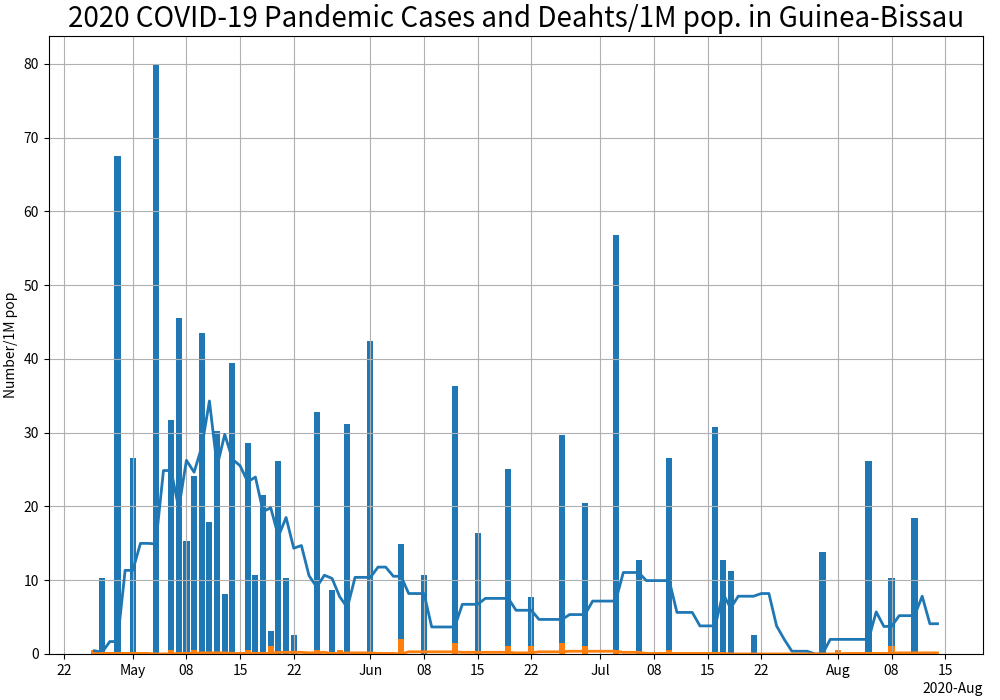 2020 COVID-19 Pandemic Cases and Deahts/1M pop. in Guinea-Bissau
Number/1M pop
80
70
60
50
40
30
20
10
0
22 May 08 15 22 Jun 08 15 22 Jul 08 15 22 Aug 08 15
2020-Aug